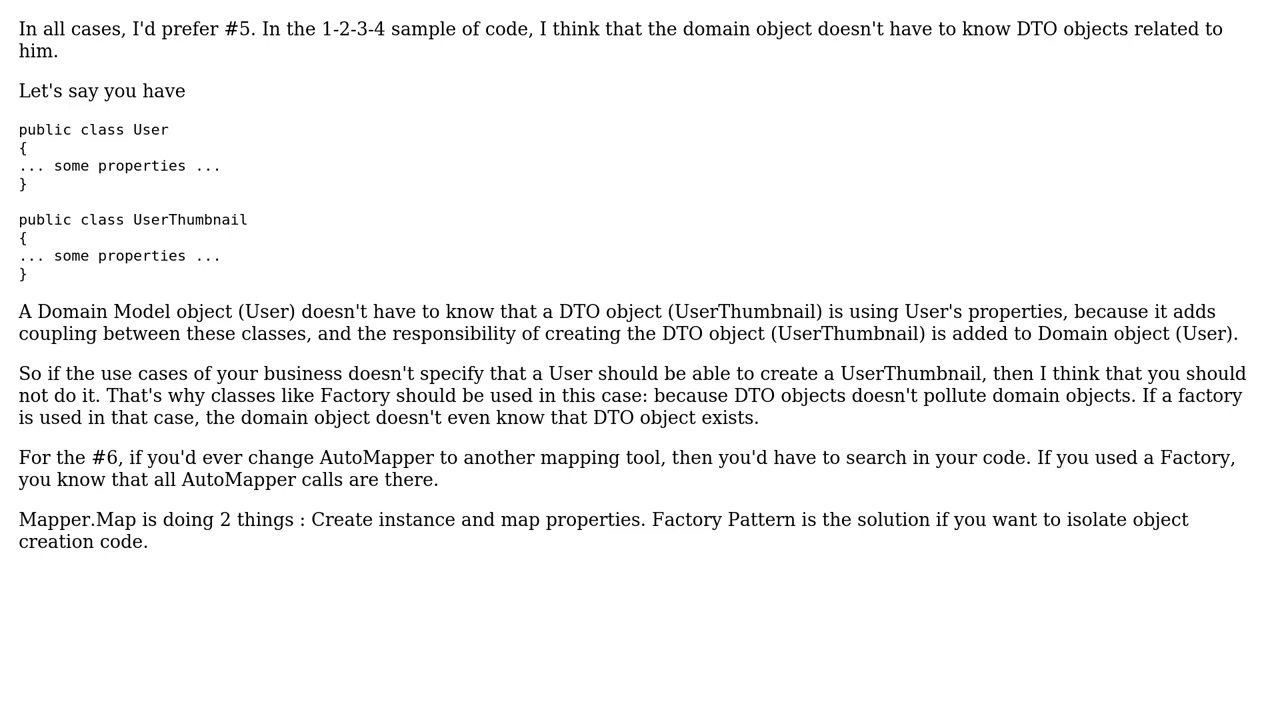 In all cases, I'd prefer #5. In the 1-2-3-4 sample of code, I think that the domain object doesn't have to know DTO objects related to
him.
Let's say you have
public class User
{
... some properties ...
}
public class UserThumbnail
{
... some properties ...
}
A Domain Model object (User) doesn't have to know that a DTO object (UserThumbnail) is using User's properties, because it adds
coupling between these classes, and the responsibility of creating the DTO object (UserThumbnail) is added to Domain object (User).
So if the use cases of your business doesn't specify that a User should be able to create a UserThumbnail, then I think that you should
not do it. That's why classes like Factory should be used in this case: because DTO objects doesn't pollute domain objects. If a factory
is used in that case, the domain object doesn't even know that DTO object exists.
For the #6, if you'd ever change AutoMapper to another mapping tool, then you'd have to search in your code. If you used a Factory,
you know that all AutoMapper calls are there.
Mapper.Map is doing 2 things : Create instance and map properties. Factory Pattern is the solution if you want to isolate object
creation code.